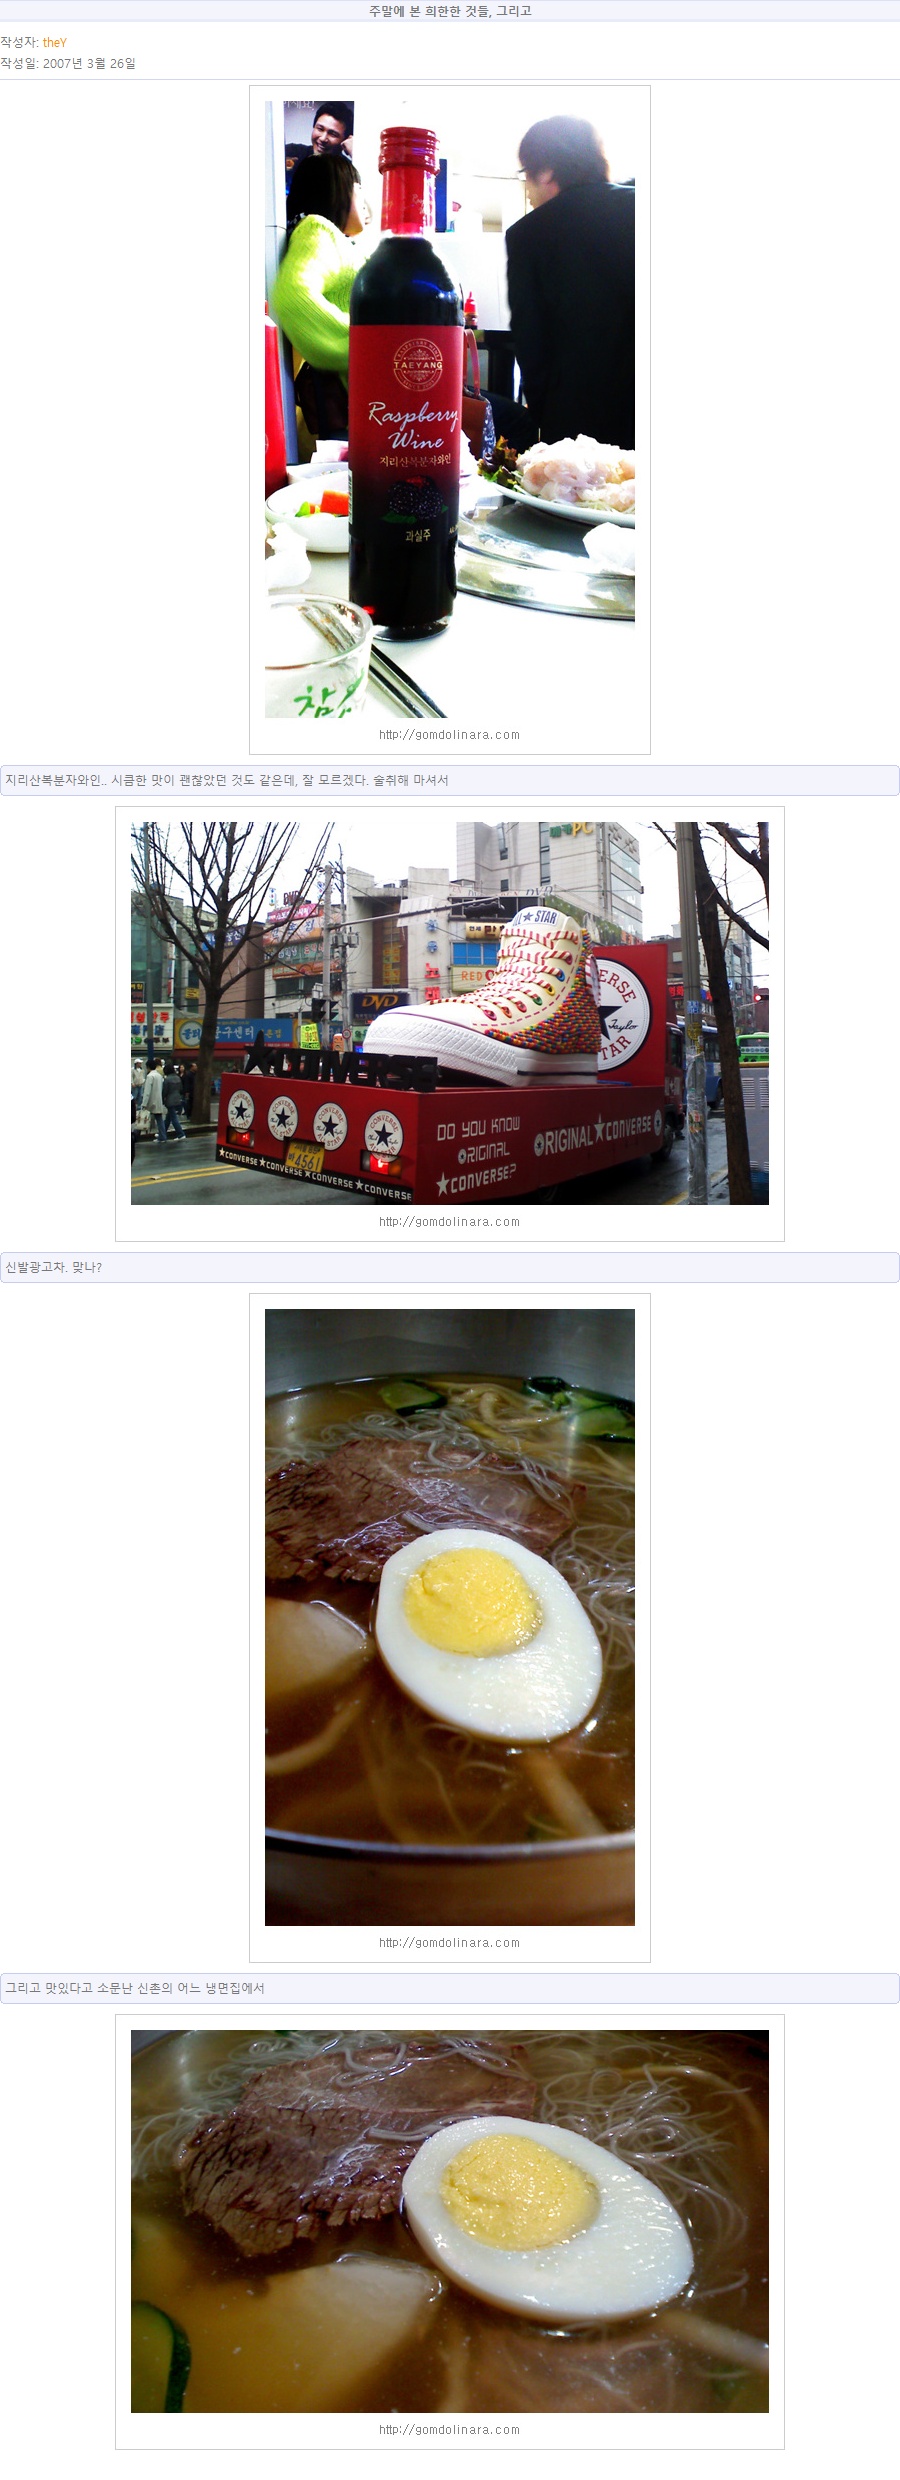 주말에 본 희한한 것들, 그리고
작성자: theY
작성일: 2007년 3월 26일
TAEYANG
Raspberry
Wine
지리산복분자와인
과실주
http://gomdolinara.com
지리산복분자와인.. 시큼한 맛이 괜찮았던 것도 같은데, 잘 모르겠다. 술취해 마셔서
PC
DVD
ALL ★ STAR
RED
DVD
CONVERSE
Taylor
STAR
DO YOU KNOW
ORIGINAL
★CONVERSE?
ORIGINAL★CONVERSE
4561
★CONVERSE ★CONVERSE ★CONVERSE ★CONVERSE
http://gomdolinara.com
신발광고차. 맞나?
http://gomdolinara.com
그리고 맛있다고 소문난 신촌의 어느 냉면집에서
http://gomdolinara.com